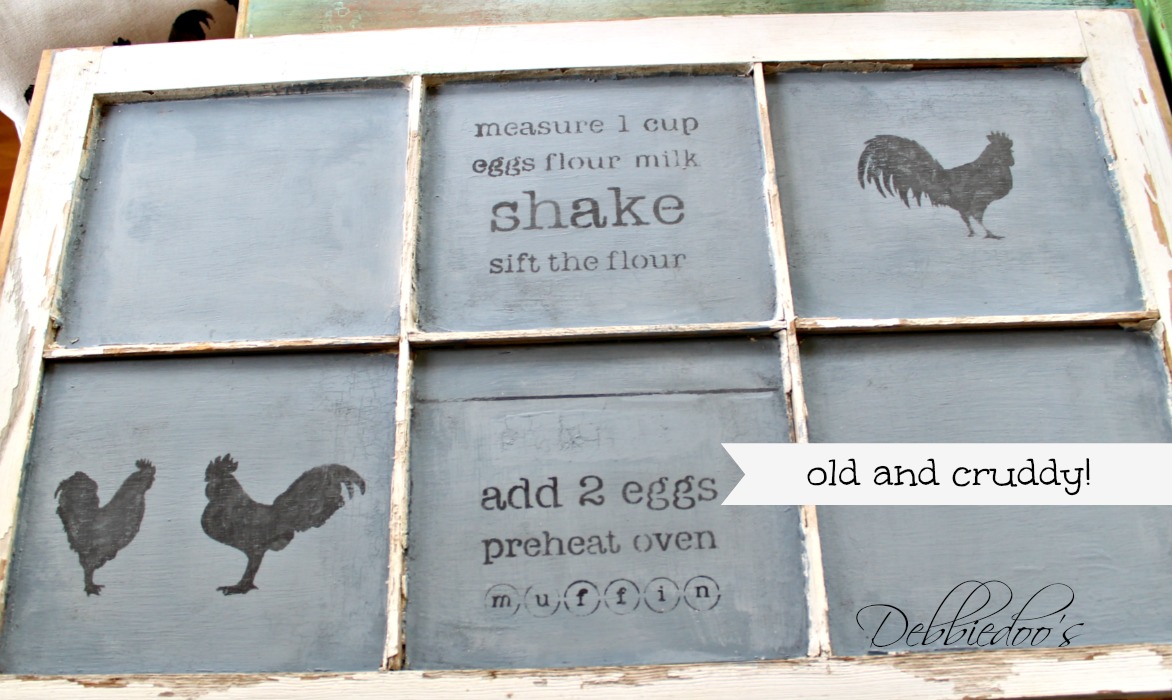 measure 1 cup
eggs flour milk
shake
sift the flour
add 2 eggs
preheat oven
muffin
old and cruddy!
Debbiedoo's